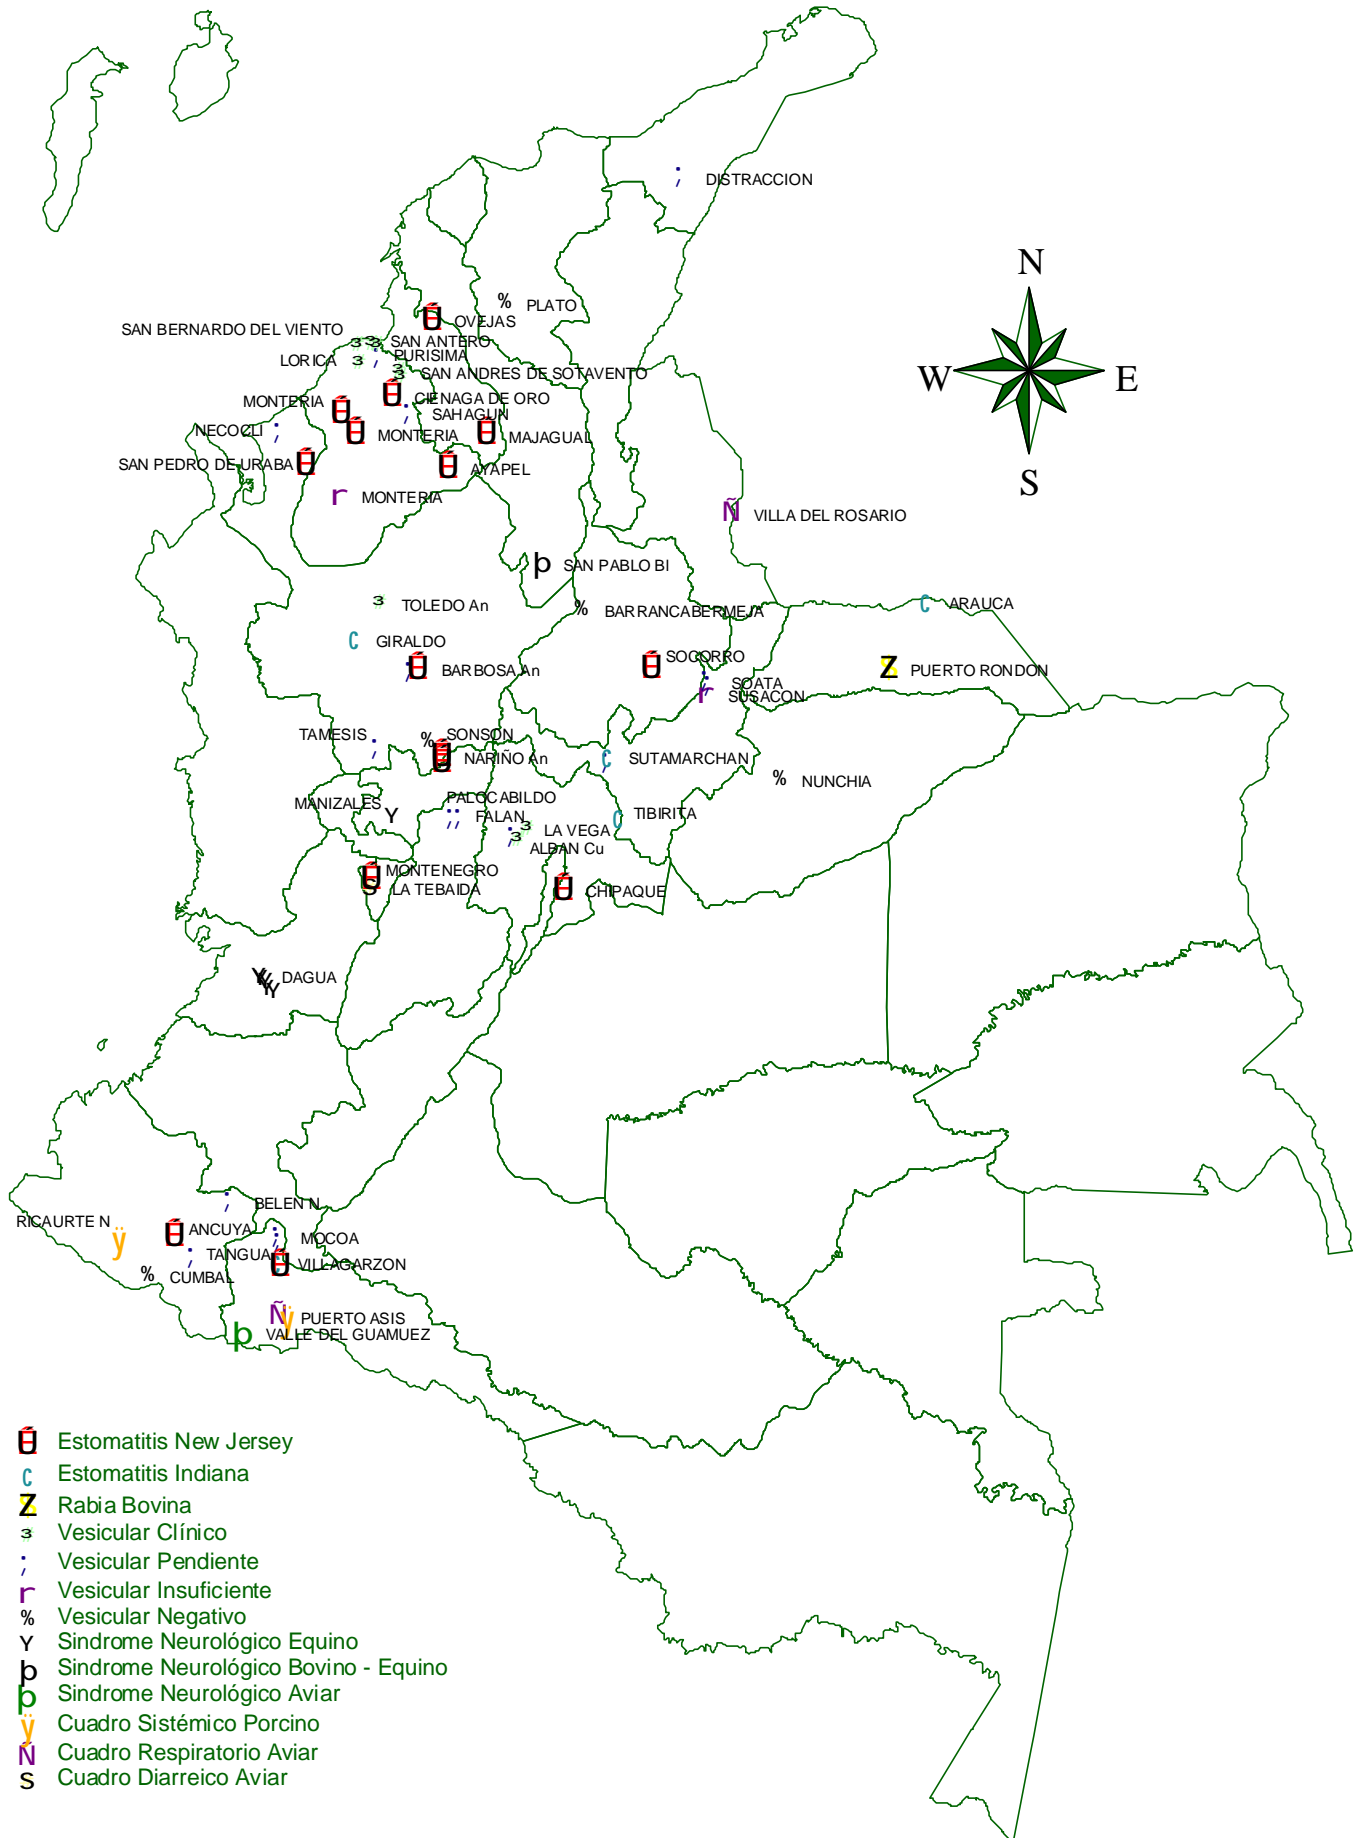 DISTRACCION
N
PLATO
OVEJAS
SAN BERNARDO DEL VIENTO
SAN ANTERO
PURISIMA
LORICA
SAN ANDRES DE SOTAVENTO
W
E
CIENAGA DE ORO
MONTERIA
SAHAGUN
NECOCLI
MONTERIA
MAJAGUAL
SAN PEDRO DE URABA
AYAPEL
S
MONTERIA
VILLA DEL ROSARIO
SAN PABLO BI
TOLEDO An
BARRANCABERMEJA
ARAUCA
GIRALDO
SOCORRO
BARBOSA An
PUERTO RONDON
SOATA
SUSACON
TAMESIS
SONSON
NARIÑO An
SUTAMARCHAN
NUNCHIA
MANIZALES
PALOCABILDO
FALAN
TIBIRITA
LA VEGA
ALBAN Cu
MONTENEGRO
LA TEBAIDA
CHIPAQUE
DAGUA
BELEN N
RICAURTE N
ANCUYA
MOCOA
TANGUA
VILLAGARZON
CUMBAL
PUERTO ASIS
VALLE DEL GUAMUEZ
Estomatitis New Jersey
Estomatitis Indiana
Rabia Bovina
Vesicular Clínico
Vesicular Pendiente
Vesicular Insuficiente
Vesicular Negativo
Sindrome Neurológico Equino
Sindrome Neurológico Bovino - Equino
Sindrome Neurológico Aviar
Cuadro Sistémico Porcino
Cuadro Respiratorio Aviar
Cuadro Diarreico Aviar